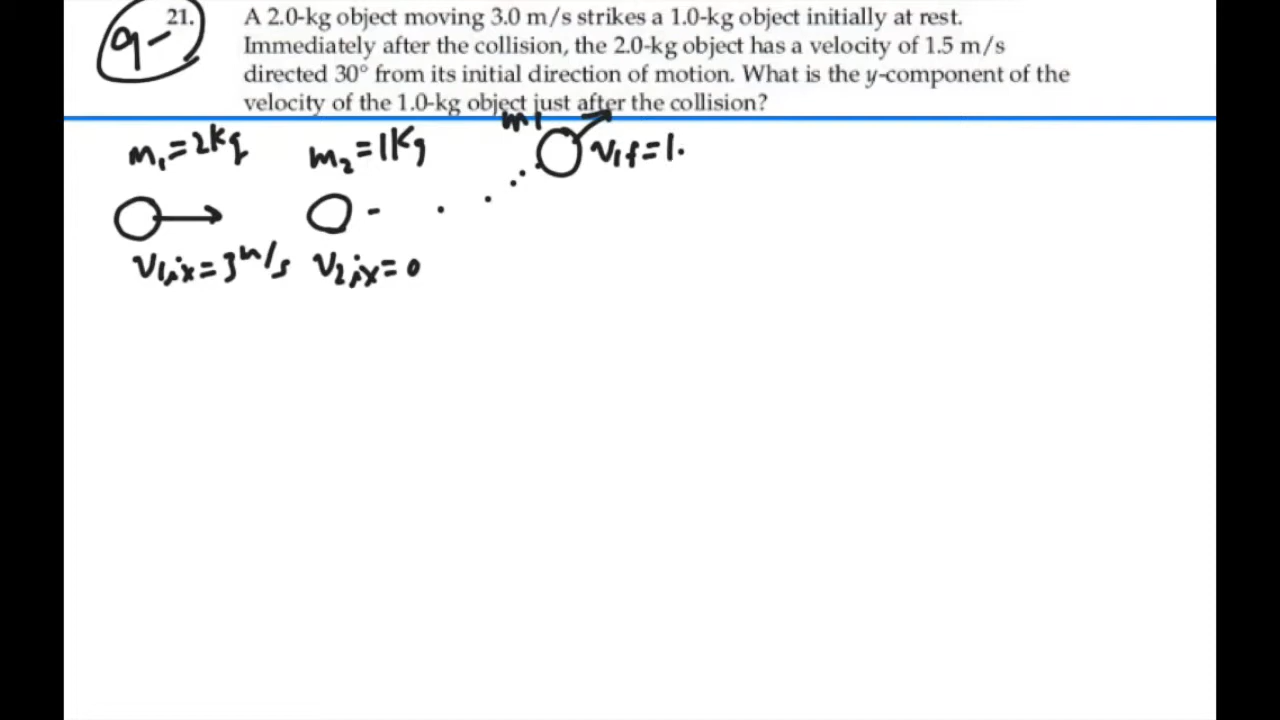 9-
21. A 2.0-kg object moving 3.0 m/s strikes a 1.0-kg object initially at rest.
Immediately after the collision, the 2.0-kg object has a velocity of 1.5 m/s
directed 30° from its initial direction of motion. What is the y-component of the
velocity of the 1.0-kg object just after the collision?
m₁=2kg m₂=1Kg m₁ v₁f=1.
v₁ix=3m/s v₂ix=0